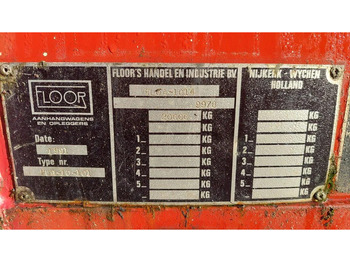 FLOOR
AANHANGWAGENS
EN OPLEGGERS
Date:
Type nr.
FLOOR'S HANDEL EN INDUSTRIE BV.
KG
1 KG
2 KG
3 KG
4 KG
5 KG
NIJKERK - WYCHEN
HOLLAND
KG
1 KG
2 KG
3 KG
4 KG
5 KG